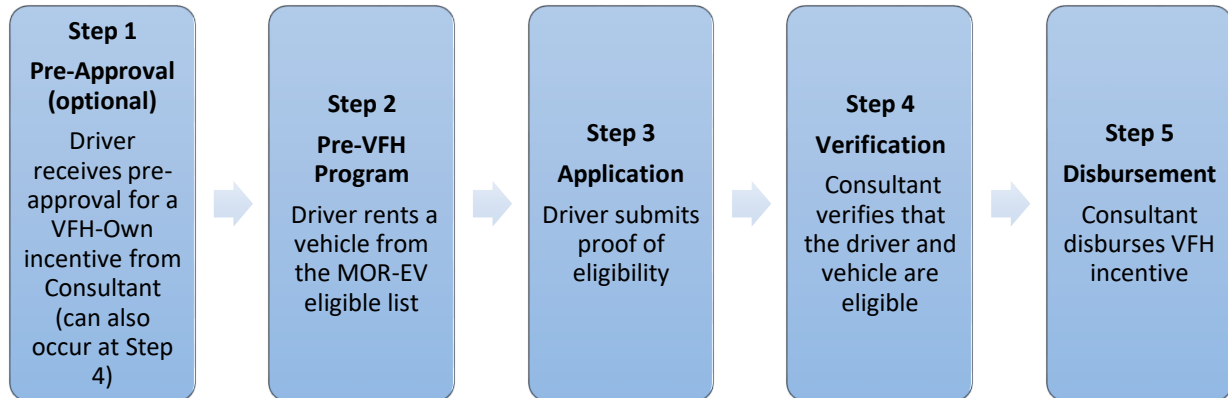 Step 1
Pre-Approval
(optional)
Driver
receives pre-
approval for a
VFH-Own
incentive from
Consultant
(can also
occur at Step
4)
Step 2
Pre-VFH
Program
Driver rents a
vehicle from
the MOR-EV
eligible list
Step 3
Application
Driver submits
proof of
eligibility
Step 4
Verification
Consultant
verifies that
the driver and
vehicle are
eligible
Step 5
Disbursement
Consultant
disburses VFH
incentive